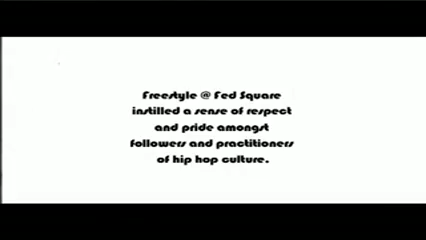 Freestyle @ Fed Square
instilled a sense of respect
and pride amongst
followers and practitioners
of hip hop culture.